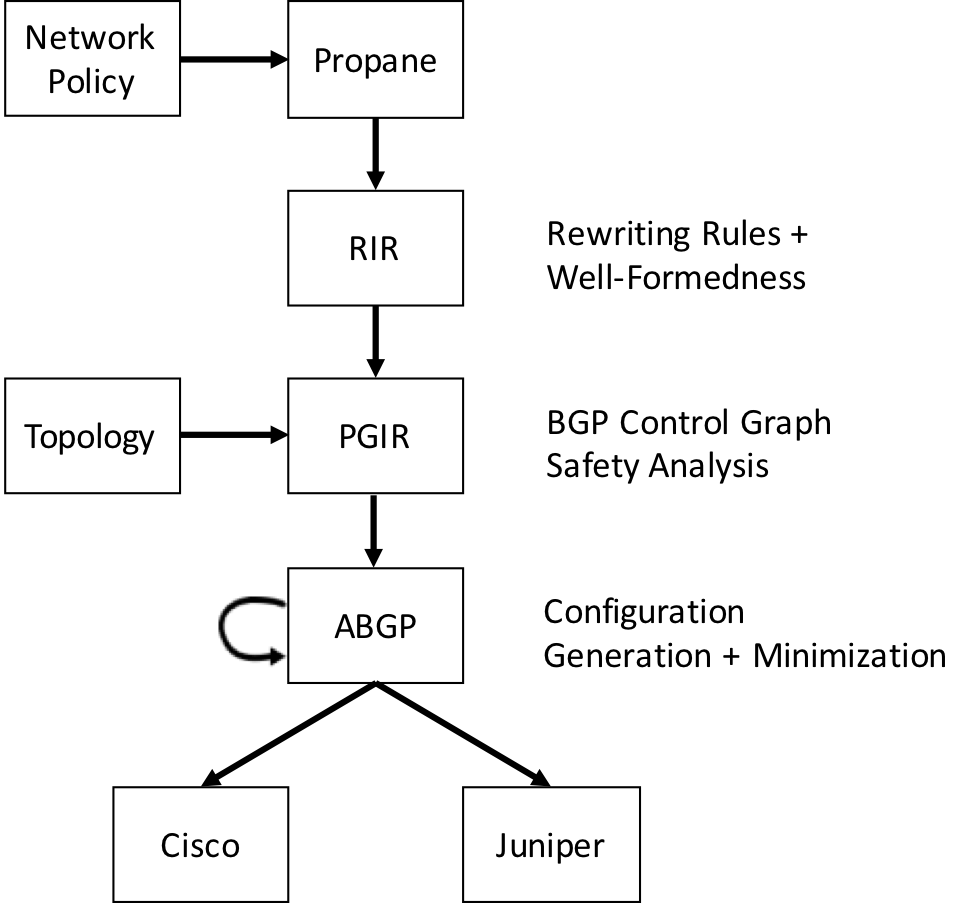 Network
Policy
Propane
RIR
Rewriting Rules +
Well-Formedness
Topology
PGIR
BGP Control Graph
Safety Analysis
ABGP
Configuration
Generation + Minimization
Cisco
Juniper